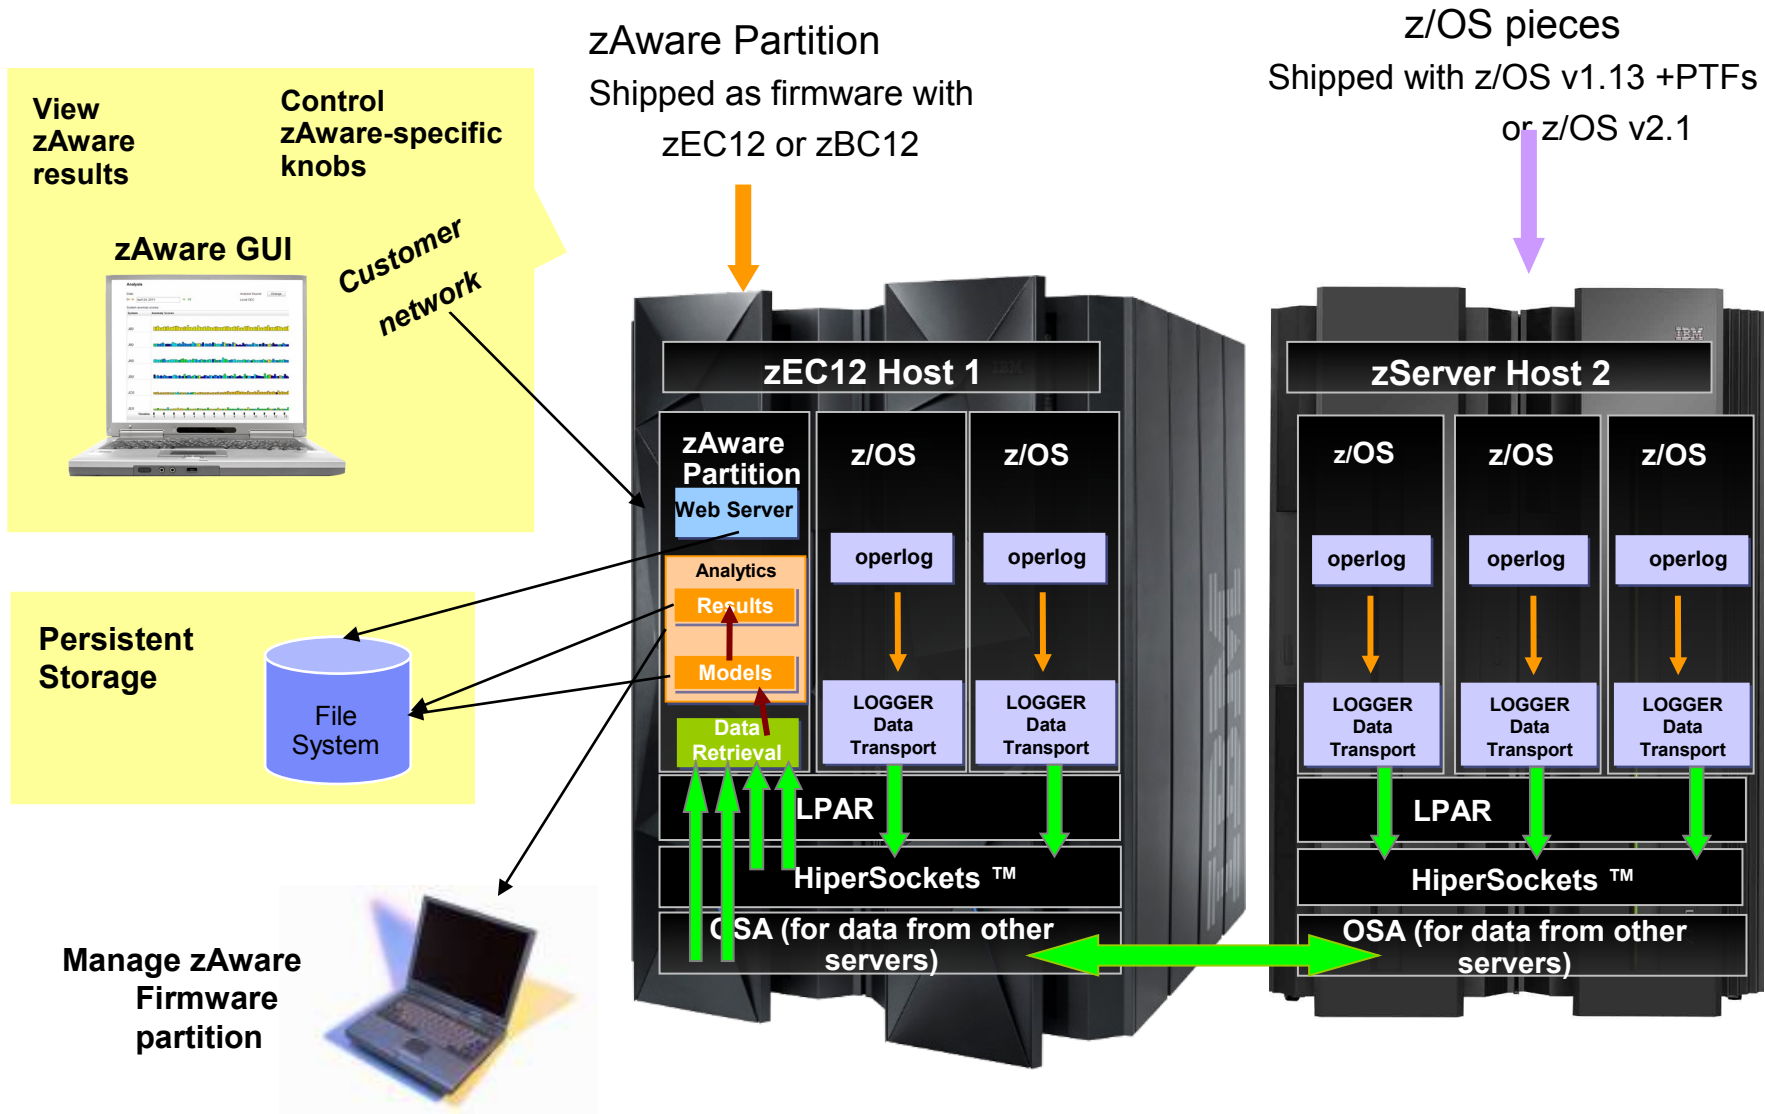 zAware Partition
Shipped as firmware with
zEC12 or zBC12
z/OS pieces
Shipped with z/OS v1.13 +PTFs
or z/OS v2.1
View
zAware
results
Control
zAware-specific
knobs
zAware GUI
Customer
network
Analysis
Persistent
Storage
File
System
Manage zAware
Firmware
partition
IBM
zEC12 Host 1
zAware
Partition
Web Server
Analytics
Results
Models
Data
Retrieval
z/OS
operlog
LOGGER
Data
Transport
z/OS
operlog
LOGGER
Data
Transport
LPAR
HiperSockets ™
OSA (for data from other
servers)
IBM
zServer Host 2
z/OS
operlog
LOGGER
Data
Transport
z/OS
operlog
LOGGER
Data
Transport
z/OS
operlog
LOGGER
Data
Transport
LPAR
HiperSockets ™
OSA (for data from other
servers)